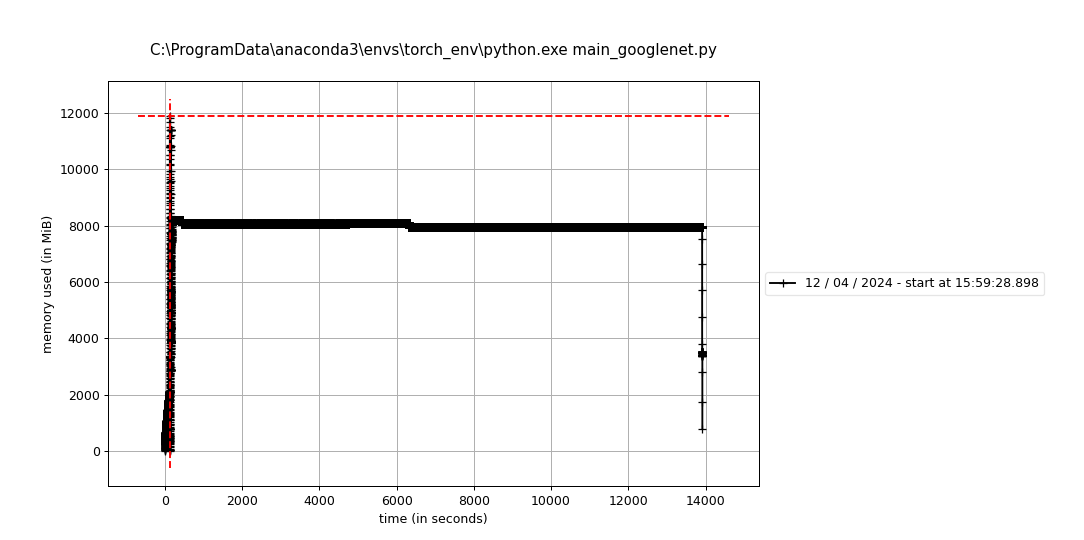 C:\ProgramData\anaconda3\envs\torch_env\python.exe main_googlenet.py
12000
10000
8000
6000
4000
2000
0
memory used (in MiB)
0 2000 4000 6000 8000 10000 12000 14000
time (in seconds)
12 / 04 / 2024 - start at 15:59:28.898